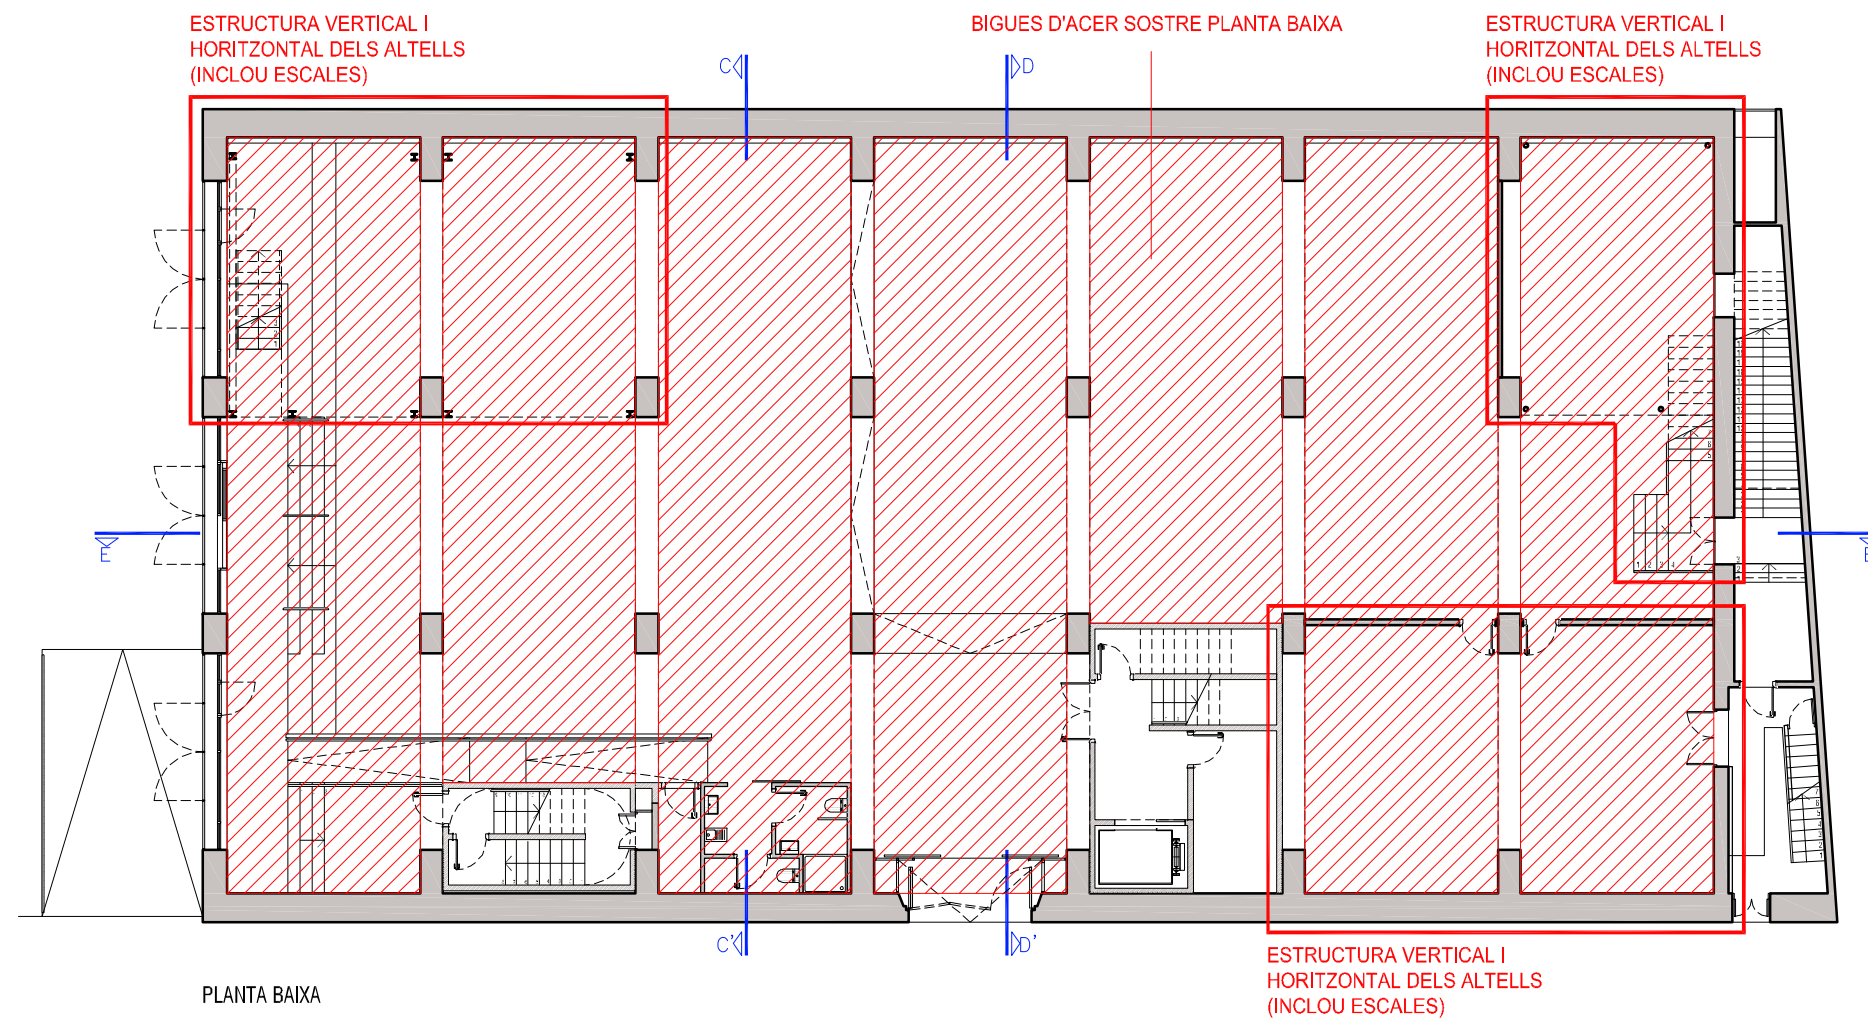 ESTRUCTURA VERTICAL I
HORITZONTAL DELS ALTELLS
(INCLOU ESCALES)
BIGUES D'ACER SOSTRE PLANTA BAIXA
ESTRUCTURA VERTICAL I
HORITZONTAL DELS ALTELLS
(INCLOU ESCALES)
C
D
E
E
C'
D'
ESTRUCTURA VERTICAL I
HORITZONTAL DELS ALTELLS
(INCLOU ESCALES)
PLANTA BAIXA